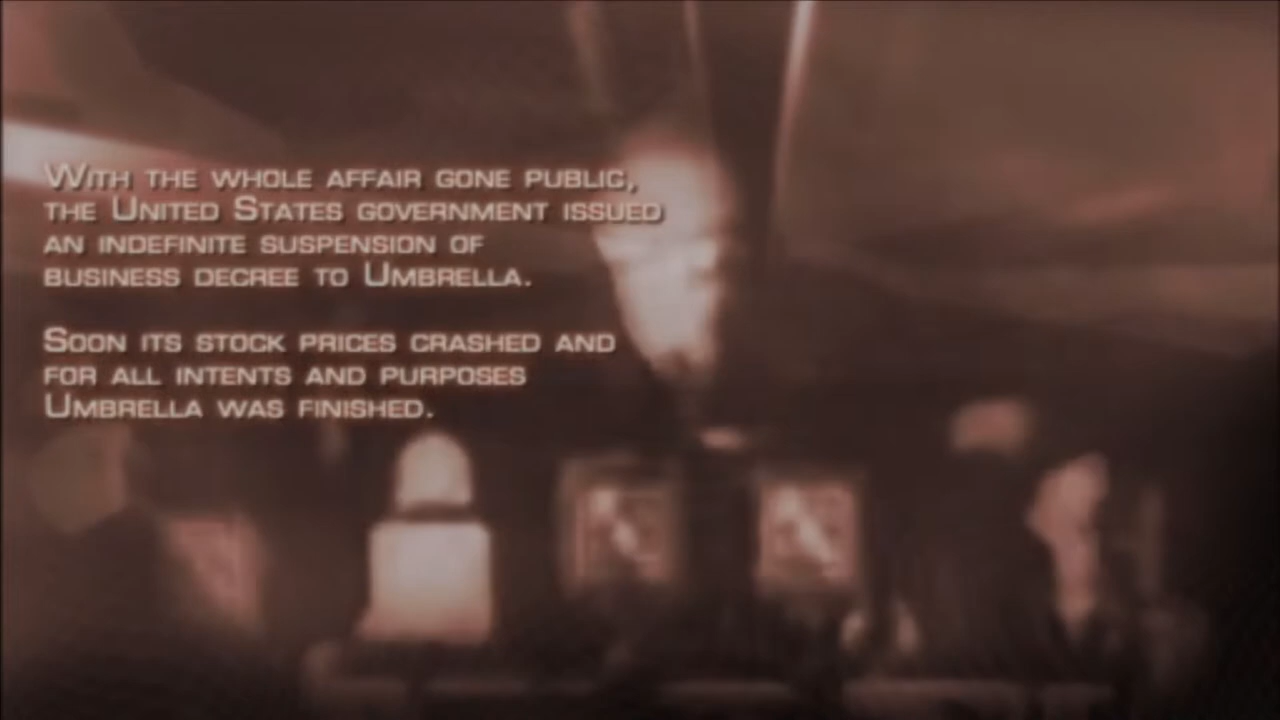 With the whole affair gone public,
the United States government issued
an indefinite suspension of
business decree to Umbrella.
Soon its stock prices crashed and
for all intents and purposes
Umbrella was finished.